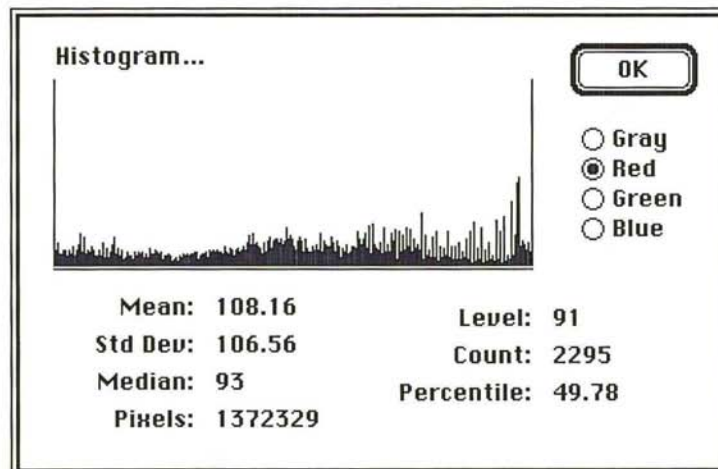 Histogram...
OK
Gray
Red
Green
Blue
Mean: 108.16
Std Dev: 106.56
Median: 93
Pixels: 1372329
Level: 91
Count: 2295
Percentile: 49.78